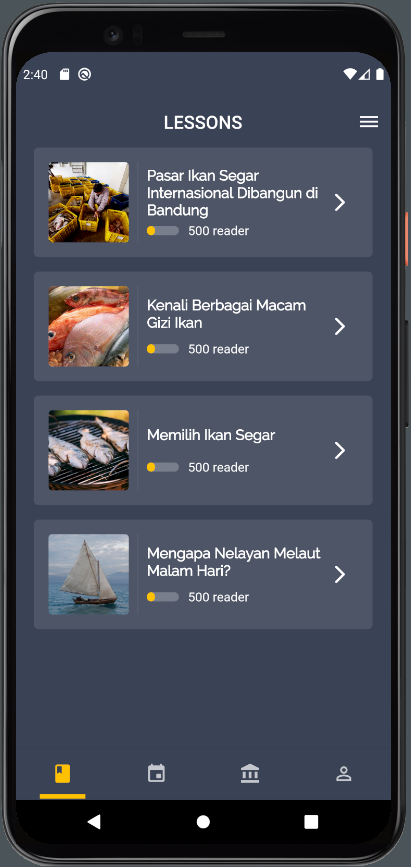 2:40
LESSONS
Pasar Ikan Segar
Internasional Dibangun di
Bandung
500 reader
Kenali Berbagai Macam
Gizi Ikan
500 reader
Memilih Ikan Segar
500 reader
Mengapa Nelayan Melaut
Malam Hari?
500 reader